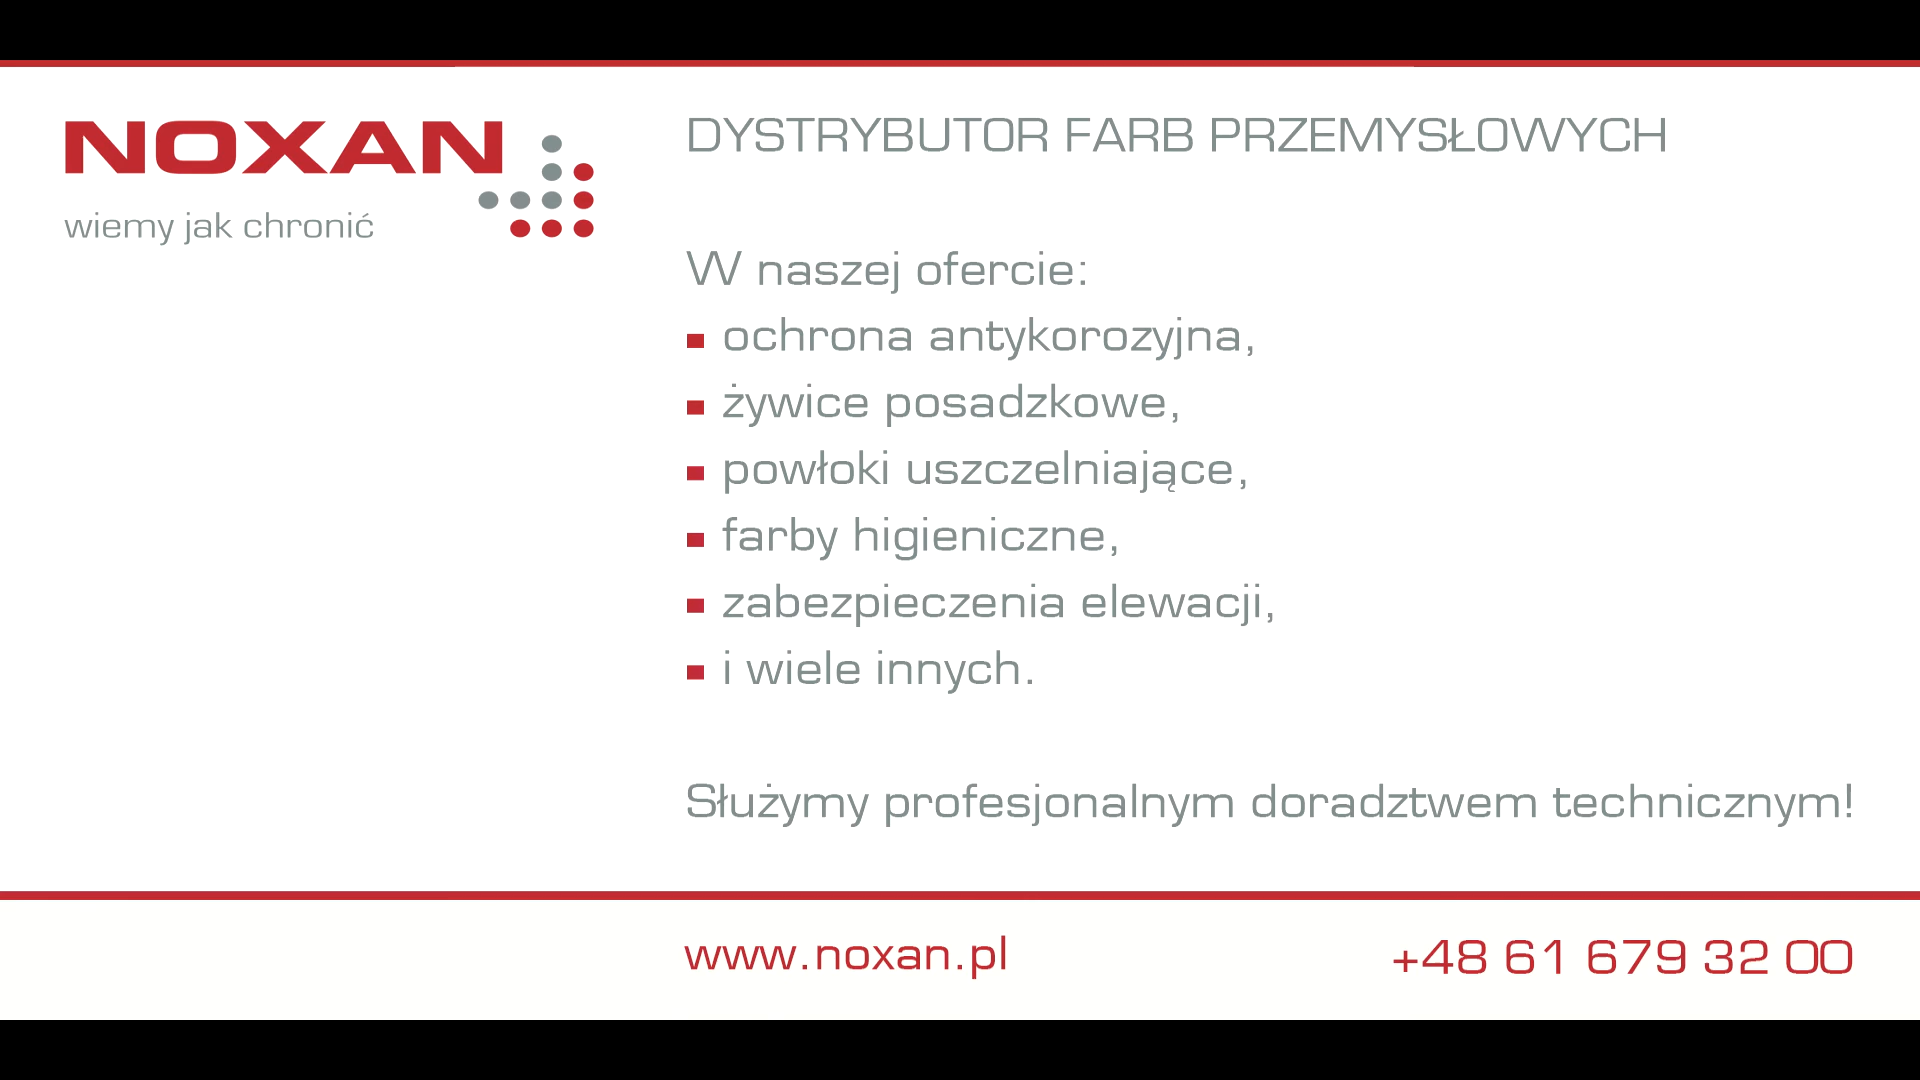 NOXAN
wiemy jak chronić
DYSTRYBUTOR FARB PRZEMYSŁOWYCH
W naszej ofercie:
ochrona antykorozyjna,
żywice posadzkowe,
powłoki uszczelniające,
farby higieniczne,
zabezpieczenia elewacji,
i wiele innych.
Służymy profesjonalnym doradztwem technicznym!
www.noxan.pl
+48 61 679 32 00